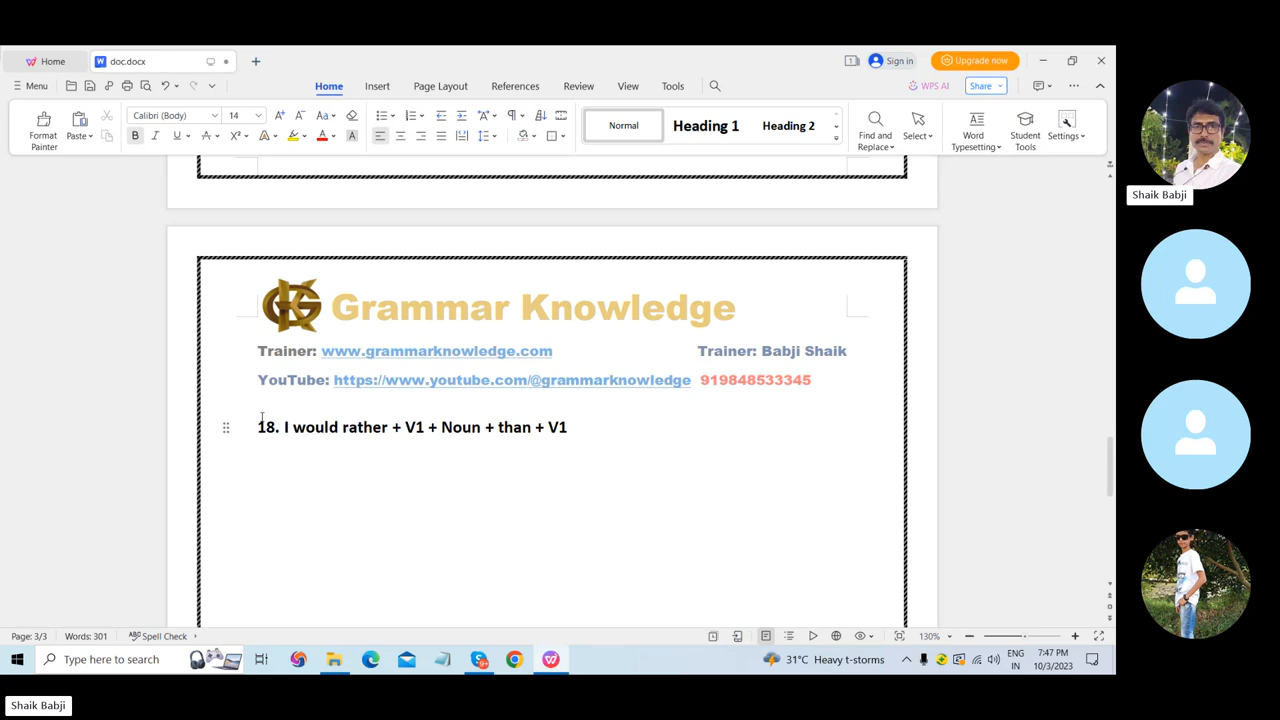 Home
doc.docx
Sign in
Upgrade now
Menu
Home
Insert
Page Layout
References
Review
View
Tools
WPS AI
Share
Format Painter
Paste
Calibri (Body)
14
Normal
Heading 1
Heading 2
Find and Replace
Select
Word Typesetting
Student Tools
Settings
Shaik Babji
GK Grammar Knowledge
Trainer: www.grammarknowledge.com Trainer: Babji Shaik
YouTube: https://www.youtube.com/@grammarknowledge 919848533345
18. I would rather + V1 + Noun + than + V1
Page: 3/3 Words: 301 Spell Check 130%
Type here to search
31°C Heavy t-storms
ENG
IN
7:47 PM
10/3/2023
Shaik Babji